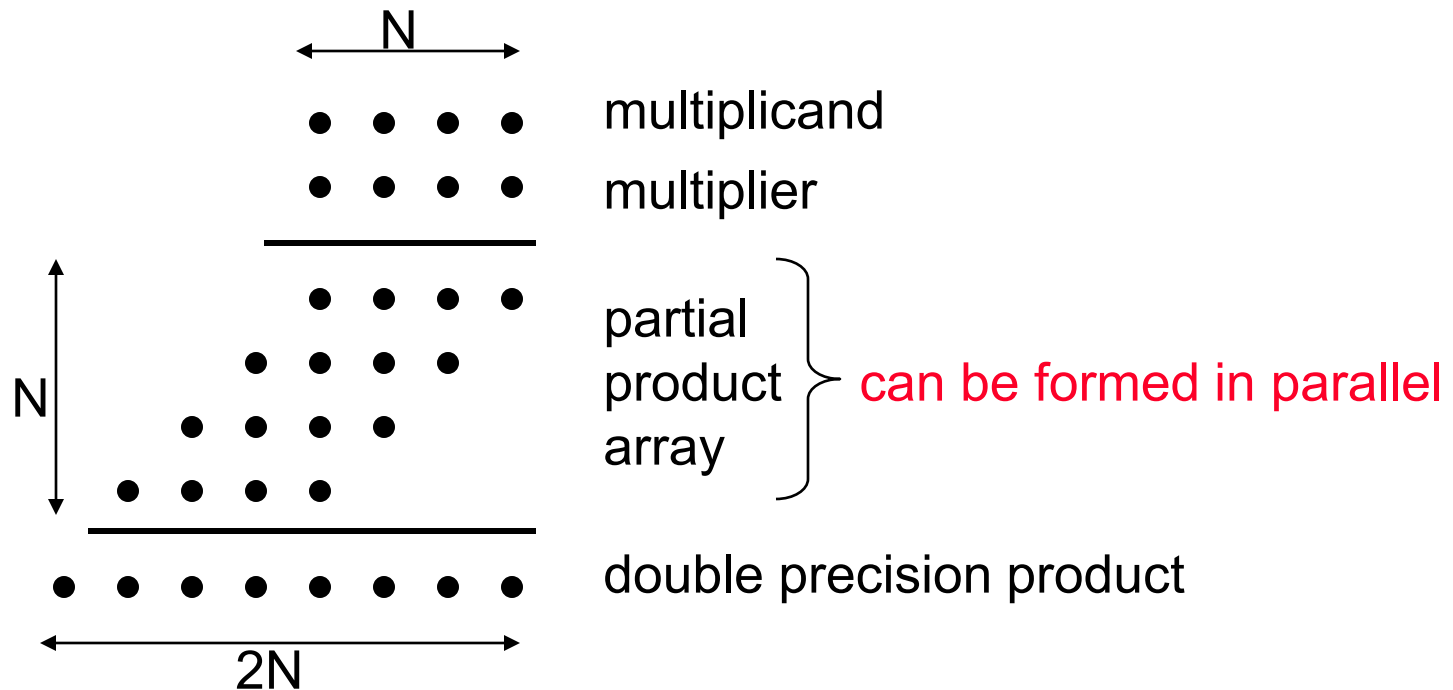 N
multiplicand
multiplier
N
partial
product
array
can be formed in parallel
double precision product
2N